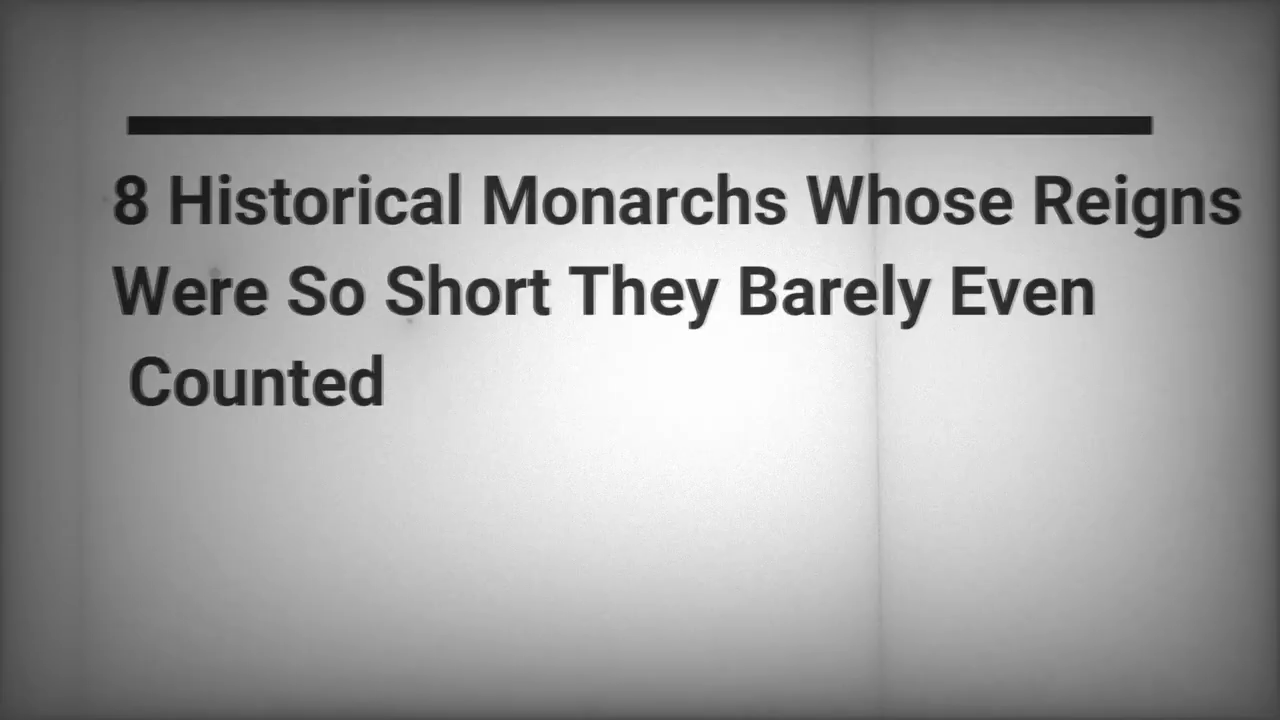 8 Historical Monarchs Whose Reigns
Were So Short They Barely Even
Counted